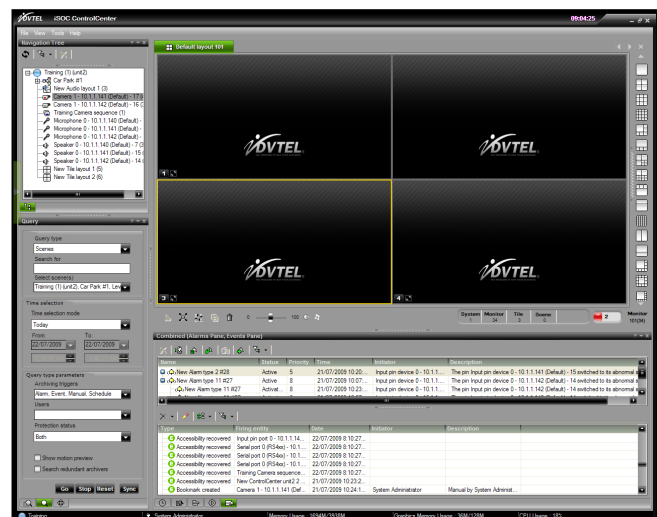 DVTEL iSOC ControlCenter 09:04:25
File View Tools Help
Navigation Tree
Default layout 101
Training (1) (unit2)
Car Park #1
New Audio layout 1 (3)
Camera 1 - 10.1.1.141 (Default) - 17 (
Camera 1 - 10.1.1.142 (Default) - 16 (
Training Camera sequence (1)
Microphone 0 - 10.1.1.140 (Default) -
Microphone 0 - 10.1.1.141 (Default) -
Microphone 0 - 10.1.1.142 (Default) -
Speaker 0 - 10.1.1.140 (Default) - 7 (3
Speaker 0 - 10.1.1.141 (Default) - 15 (
Speaker 0 - 10.1.1.142 (Default) - 14 (
New Tile layout 1 (5)
New Tile layout 2 (6)
DVTEL
DVTEL
1
DVTEL
DVTEL
3
4
Query
Query type
Scenes
Search for
Select scene(s)
Training (1) (unit2), Car Park #1, Lev
Time selection
Time selection mode
Today
From: To:
22/07/2009 22/07/2009
Query type parameters
Archiving triggers
Alarm, Event, Manual, Schedule
Users
Protection status
Both
Show motion preview
Search redundant archivers
Go Stop Reset Sync
0 100
System Monitor Tile Scene
1 34 3 0
2
Monitor
101(34)
Combined (Alarms Pane, Events Pane)
Name Status Priority Time Initiator Description
New Alarm type 2 #28 Active 5 21/07/2009 10:20:... Input pin device 0 - 10.1.1.... The pin Input pin device 0 - 10.1.1.141 (Default) - 15 switched to its abnormal s
New Alarm type 11 #27 Active 8 21/07/2009 10:07:... Input pin device 0 - 10.1.1.... The pin Input pin device 0 - 10.1.1.142 (Default) - 14 switched to its abnormal s
New Alarm type 11 #27 Activat... 8 21/07/2009 10:23:... Input pin device 0 - 10.1.1.... The pin Input pin device 0 - 10.1.1.142 (Default) - 14 switched to its abnormal s
Type Firing entity Date Initiator Description
Accessibility recovered Input pin port 0 - 10.1.1.14... 22/07/2009 8:10:27...
Accessibility recovered Serial port 0 (RS4xx) - 10.1... 22/07/2009 8:10:27...
Accessibility recovered Serial port 0 (RS4xx) - 10.1... 22/07/2009 8:10:27...
Accessibility recovered Training Camera sequence... 22/07/2009 8:10:27...
Accessibility recovered New ControlCenter unit2 2 ... 21/07/2009 10:23:2...
Bookmark created Camera 1 - 10.1.1.141 (Def... 21/07/2009 10:24:1... System Administrator Manual by System Administ...
Training System Administrator Memory Usage 1694M/3938M Graphics Memory Usage 36M/128M CPU Usage 18%